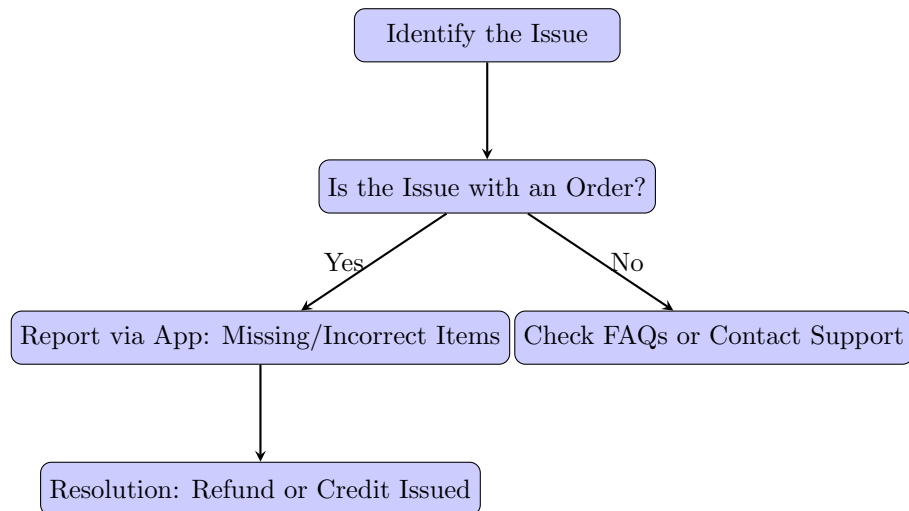 Identify the Issue
Is the Issue with an Order?
Yes
No
Report via App: Missing/Incorrect Items
Check FAQs or Contact Support
Resolution: Refund or Credit Issued